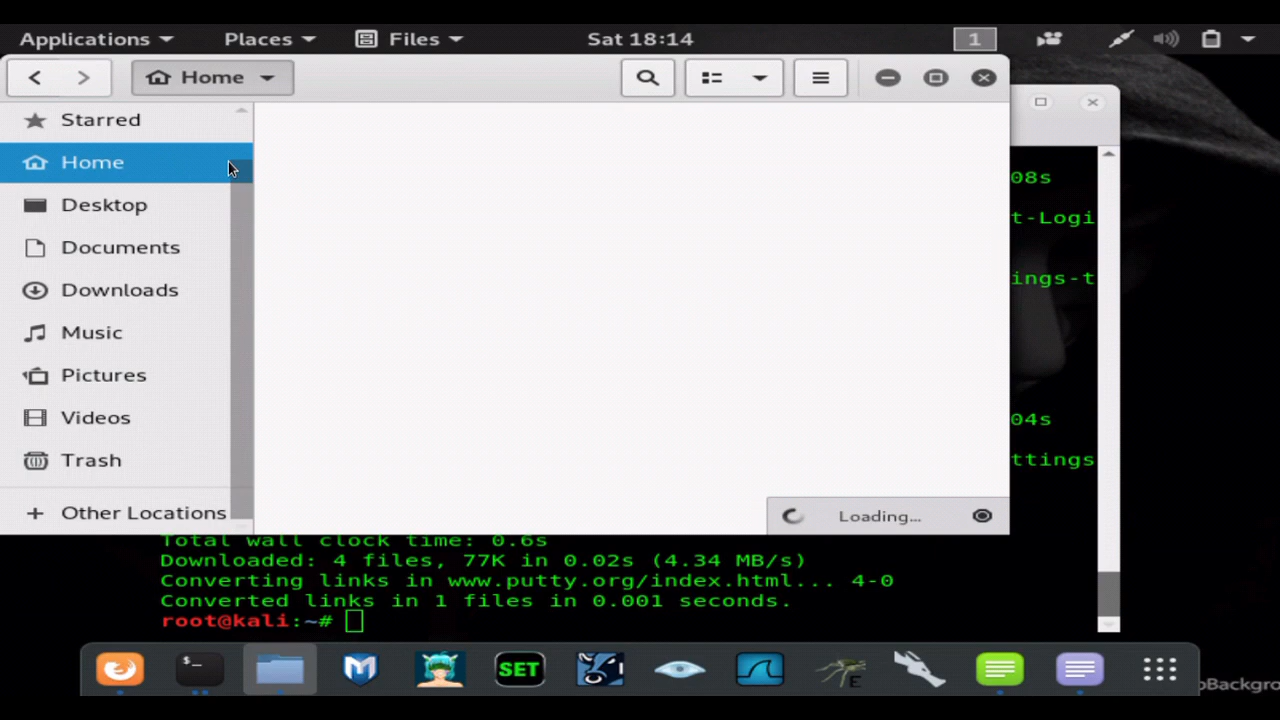 Applications Places Files Sat 18:14 1
Home
Starred
Home
Desktop
Documents
Downloads
Music
Pictures
Videos
Trash
Other Locations
Loading...
08s
t-Logi
ings-t
04s
ttings
Total wall clock time: 0.6s
Downloaded: 4 files, 77K in 0.02s (4.34 MB/s)
Converting links in www.putty.org/index.html... 4-0
Converted links in 1 files in 0.001 seconds.
root@kali:~#
SET
oBackgro